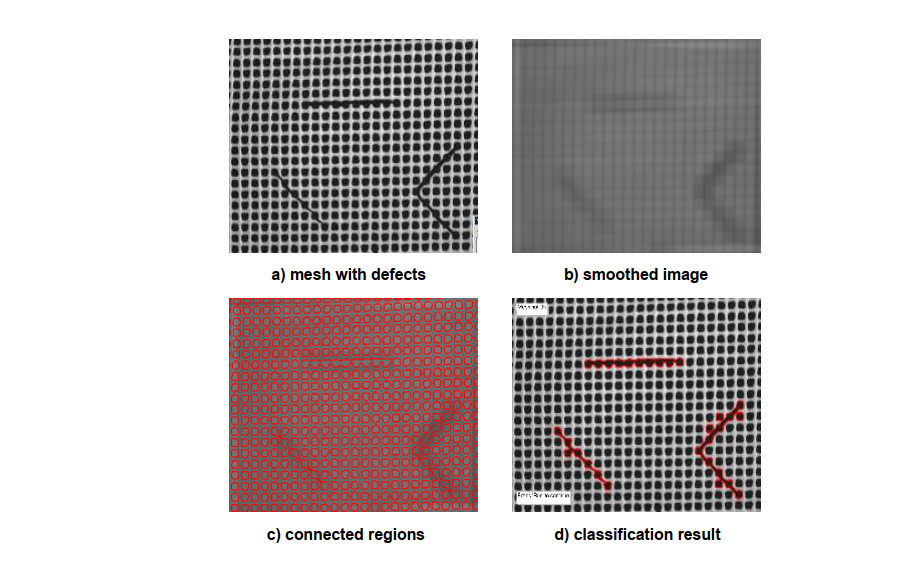 a) mesh with defects
b) smoothed image
c) connected regions
d) classification result